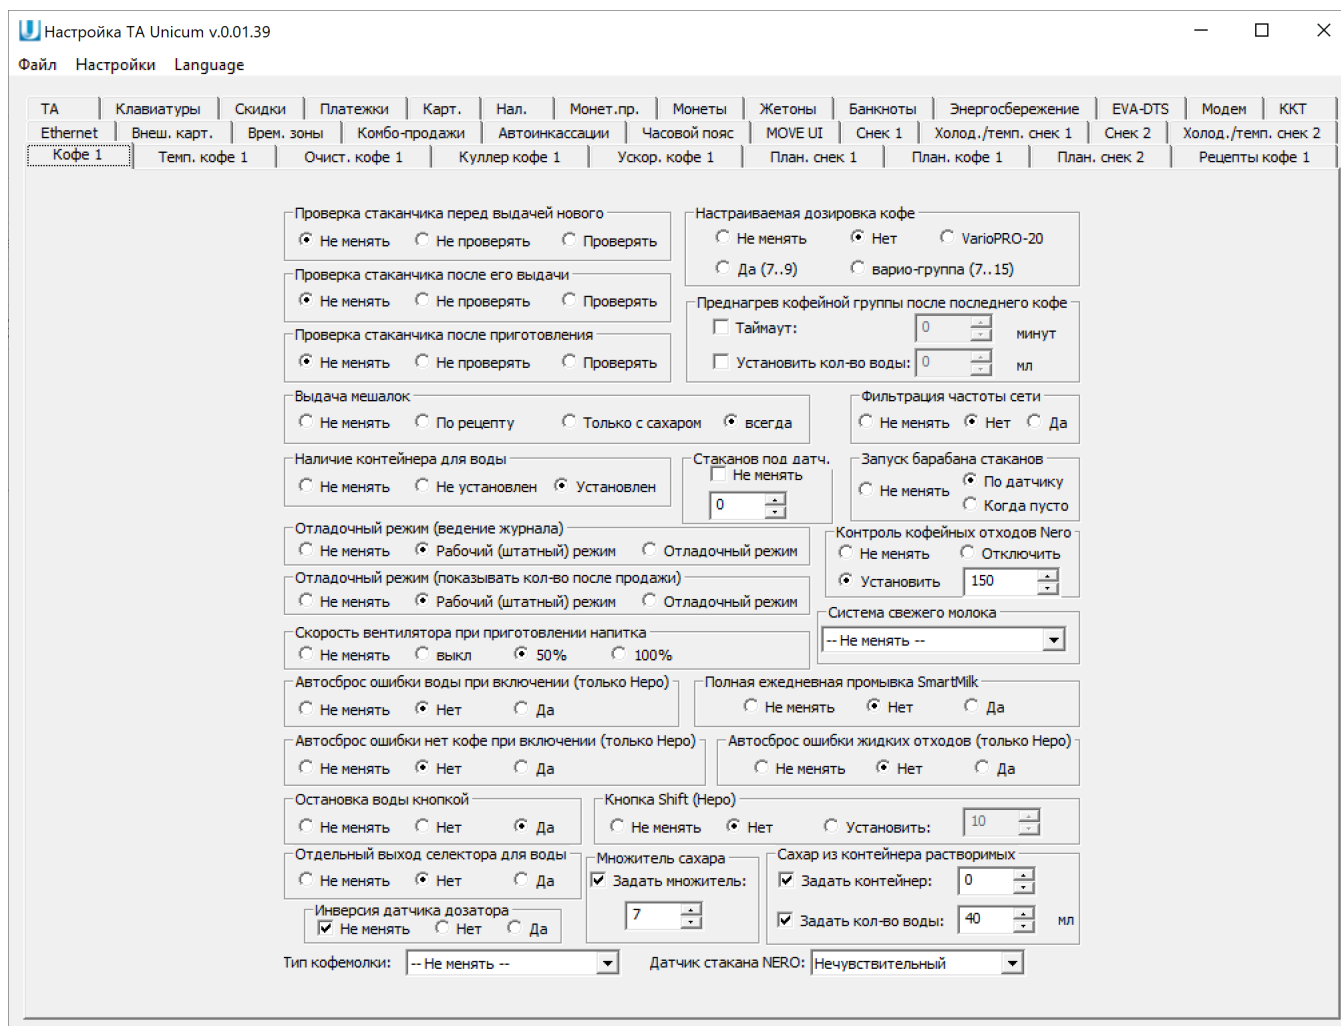 Настройка TA Unicum v.0.01.39
Файл Настройки Language
ТА Клавиатуры Скидки Платежки Карт. Нал. Монет.пр. Монеты Жетоны Банкноты Энергосбережение EVA-DTS Модем ККТ
Ethernet Внеш. карт. Врем. зоны Комбо-продажи Автоинкассации Часовой пояс MOVE UI Снек 1 Холод./темп. снек 1 Снек 2 Холод./темп. снек 2
Кофе 1 Темп. кофе 1 Очист. кофе 1 Куллер кофе 1 Ускор. кофе 1 План. снек 1 План. кофе 1 План. снек 2 Рецепты кофе 1
Проверка стаканчика перед выдачей нового
Не менять Не проверять Проверять
Проверка стаканчика после его выдачи
Не менять Не проверять Проверять
Проверка стаканчика после приготовления
Не менять Не проверять Проверять
Настраиваемая дозировка кофе
Не менять Нет VarioPRO-20
Да (7..9) варио-группа (7..15)
Преднагрев кофейной группы после последнего кофе
Таймаут: 0 минут
Установить кол-во воды: 0 мл
Выдача мешалок
Не менять По рецепту Только с сахаром всегда
Фильтрация частоты сети
Не менять Нет Да
Наличие контейнера для воды
Не менять Не установлен Установлен
Стаканов под датч.
Не менять
0
Запуск барабана стаканов
Не менять По датчику
Когда пусто
Отладочный режим (ведение журнала)
Не менять Рабочий (штатный) режим Отладочный режим
Контроль кофейных отходов Nero
Не менять Отключить
Установить 150
Отладочный режим (показывать кол-во после продажи)
Не менять Рабочий (штатный) режим Отладочный режим
Система свежего молока
-- Не менять --
Скорость вентилятора при приготовлении напитка
Не менять выкл 50% 100%
Автосброс ошибки воды при включении (только Неро)
Не менять Нет Да
Полная ежедневная промывка SmartMilk
Не менять Нет Да
Автосброс ошибки нет кофе при включении (только Неро)
Не менять Нет Да
Автосброс ошибки жидких отходов (только Неро)
Не менять Нет Да
Остановка воды кнопкой
Не менять Нет Да
Кнопка Shift (Неро)
Не менять Нет Установить: 10
Отдельный выход селектора для воды
Не менять Нет Да
Множитель сахара
Задать множитель:
7
Сахар из контейнера растворимых
Задать контейнер: 0
Задать кол-во воды: 40 мл
Инверсия датчика дозатора
Не менять Нет Да
Тип кофемолки: -- Не менять -- Датчик стакана NERO: Нечувствительный